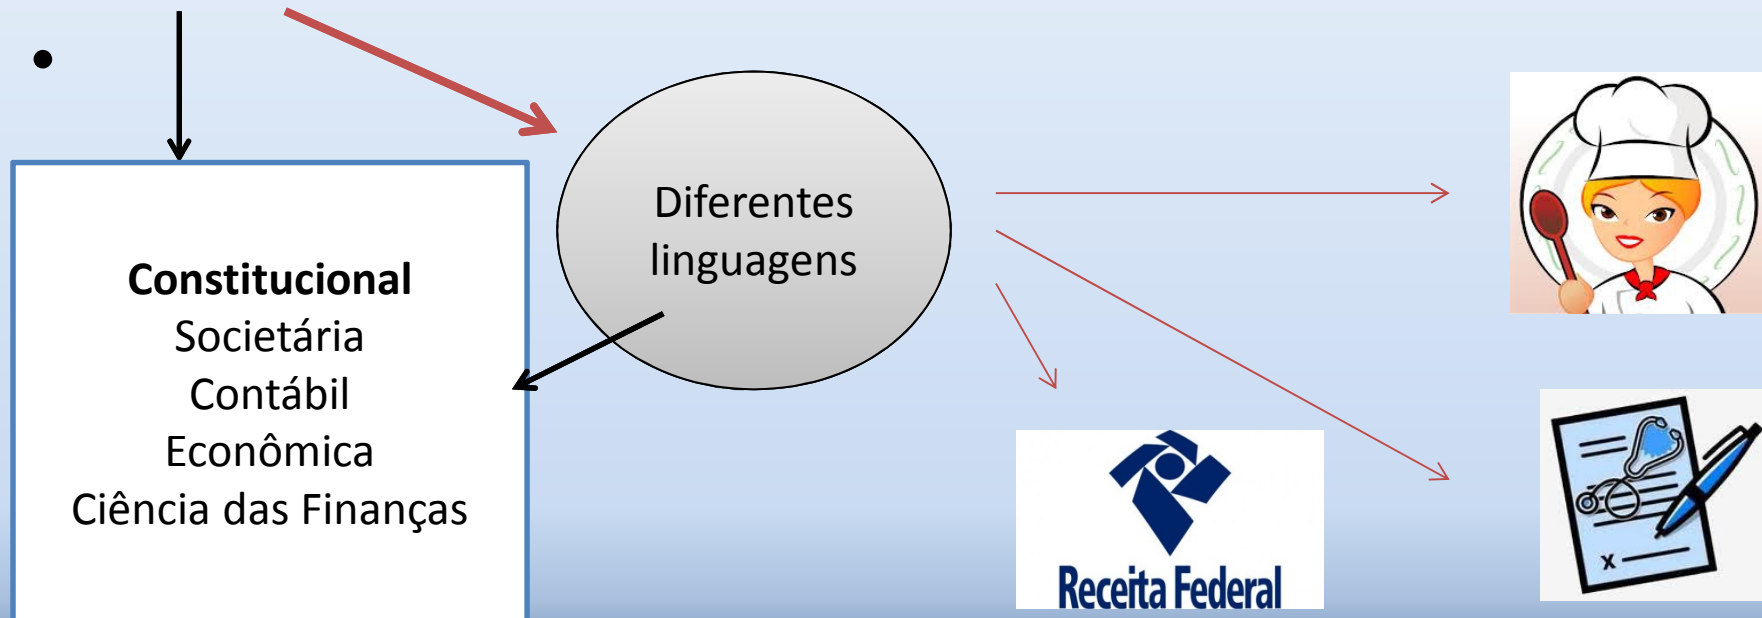 •
Constitucional
Societária
Contábil
Econômica
Ciência das Finanças
Diferentes
linguagens
Receita Federal
x